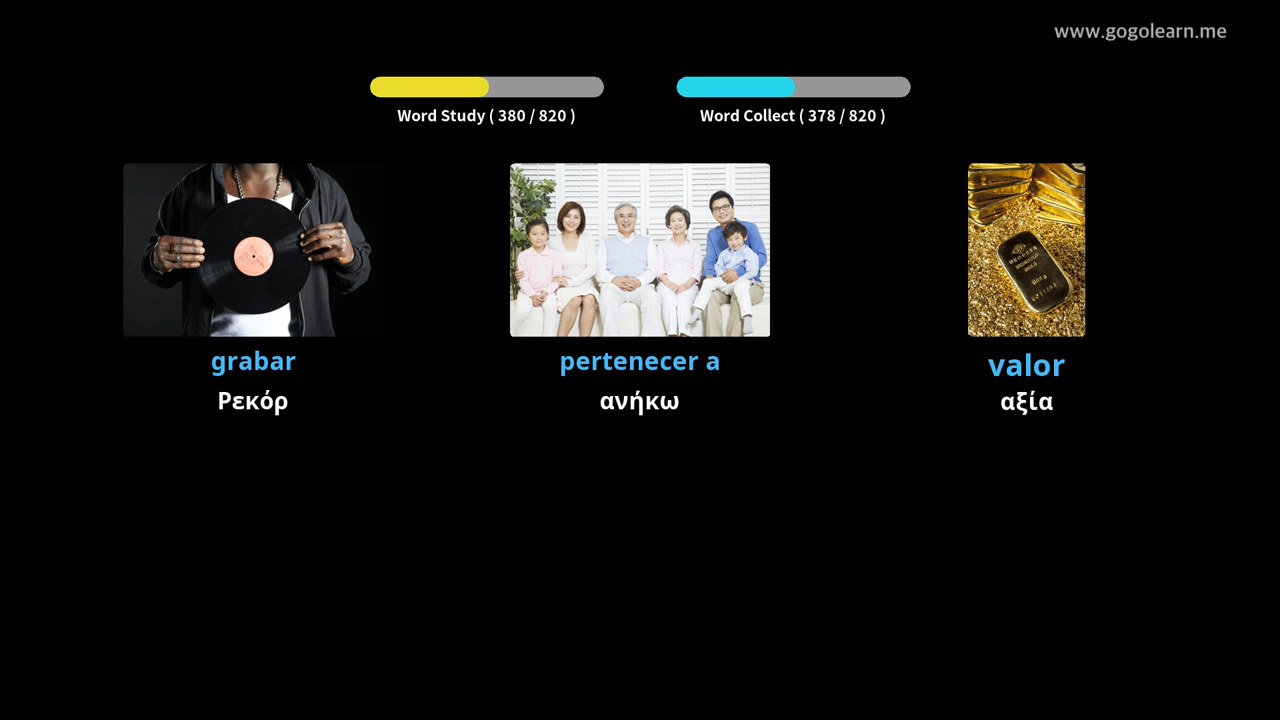 www.gogolearn.me
Word Study ( 380 / 820 )
Word Collect ( 378 / 820 )
grabar
pertenecer a
valor
Ρεκόρ
ανήκω
αξία